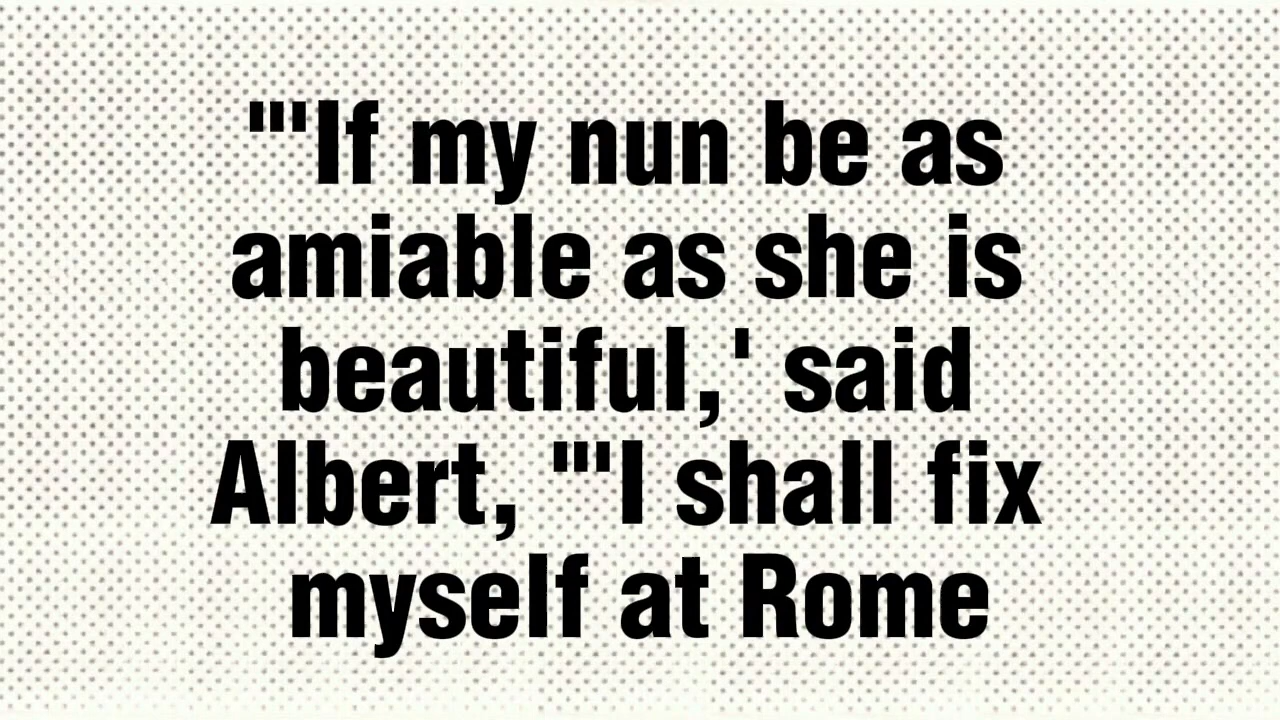 "'If my nun be as
amiable as she is
beautiful,' said
Albert, "'I shall fix
myself at Rome